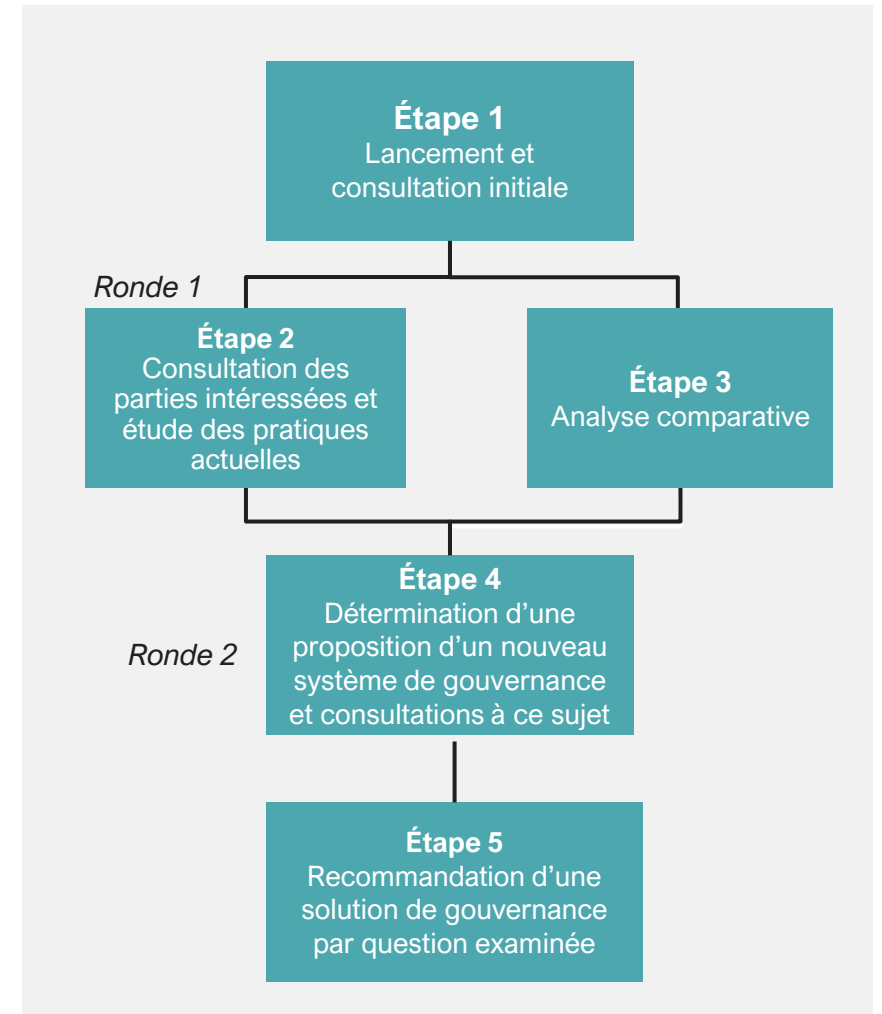 Étape 1
Lancement et
consultation initiale
Ronde 1
Étape 2
Consultation des
parties intéressées et
étude des pratiques
actuelles
Étape 3
Analyse comparative
Étape 4
Détermination d’une
proposition d’un nouveau
système de gouvernance
et consultations à ce sujet
Ronde 2
Étape 5
Recommandation d’une
solution de gouvernance
par question examinée